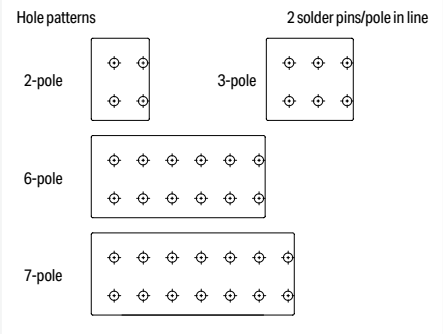 Hole patterns
2 solder pins/pole in line
2-pole
3-pole
6-pole
7-pole